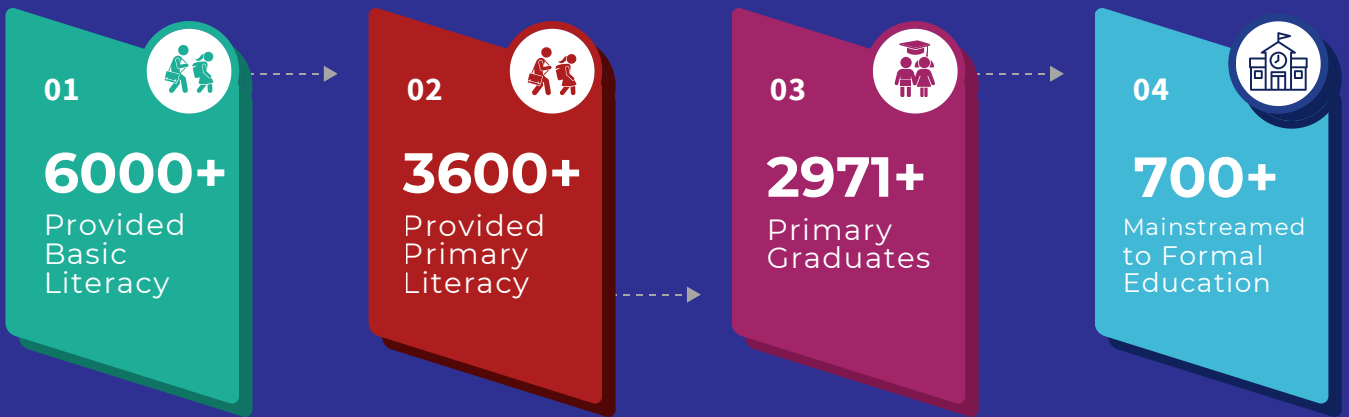 01
6000+
Provided
Basic
Literacy
02
3600+
Provided
Primary
Literacy
03
2971+
Primary
Graduates
04
700+
Mainstreamed
to Formal
Education